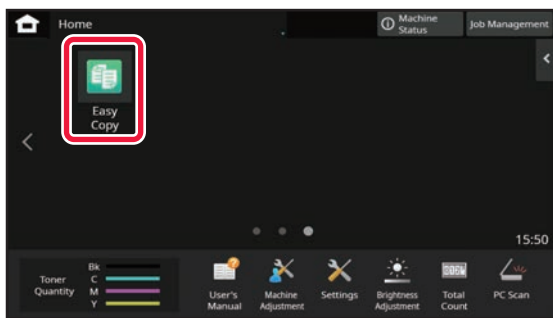 Home
Machine
Status
Job Management
Easy
Copy
15:50
Toner
Quantity
Bk
C
M
Y
User's
Manual
Machine
Adjustment
Settings
Brightness
Adjustment
Total
Count
PC Scan